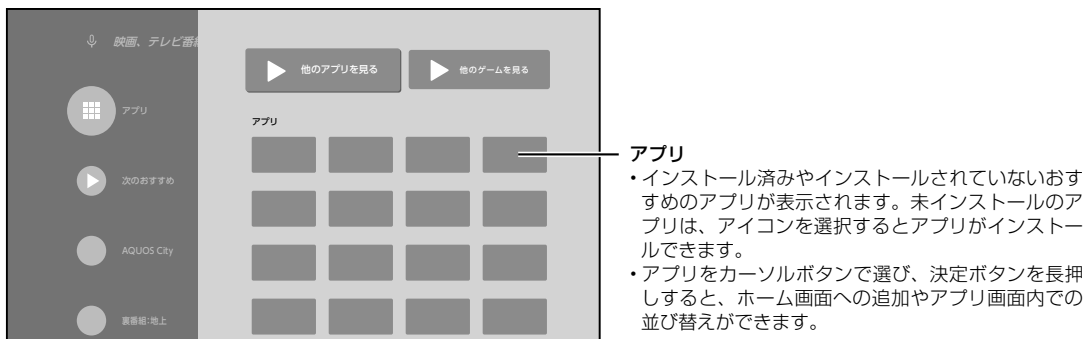 映画、テレビ番
アプリ
次のおすすめ
AQUOS City
裏番組:地上
他のアプリを見る
他のゲームを見る
アプリ
アプリ
・インストール済みやインストールされていないおす
すめのアプリが表示されます。未インストールのア
プリは、アイコンを選択するとアプリがインストー
ルできます。
・アプリをカーソルボタンで選び、決定ボタンを長押
しすると、ホーム画面への追加やアプリ画面内での
並び替えができます。